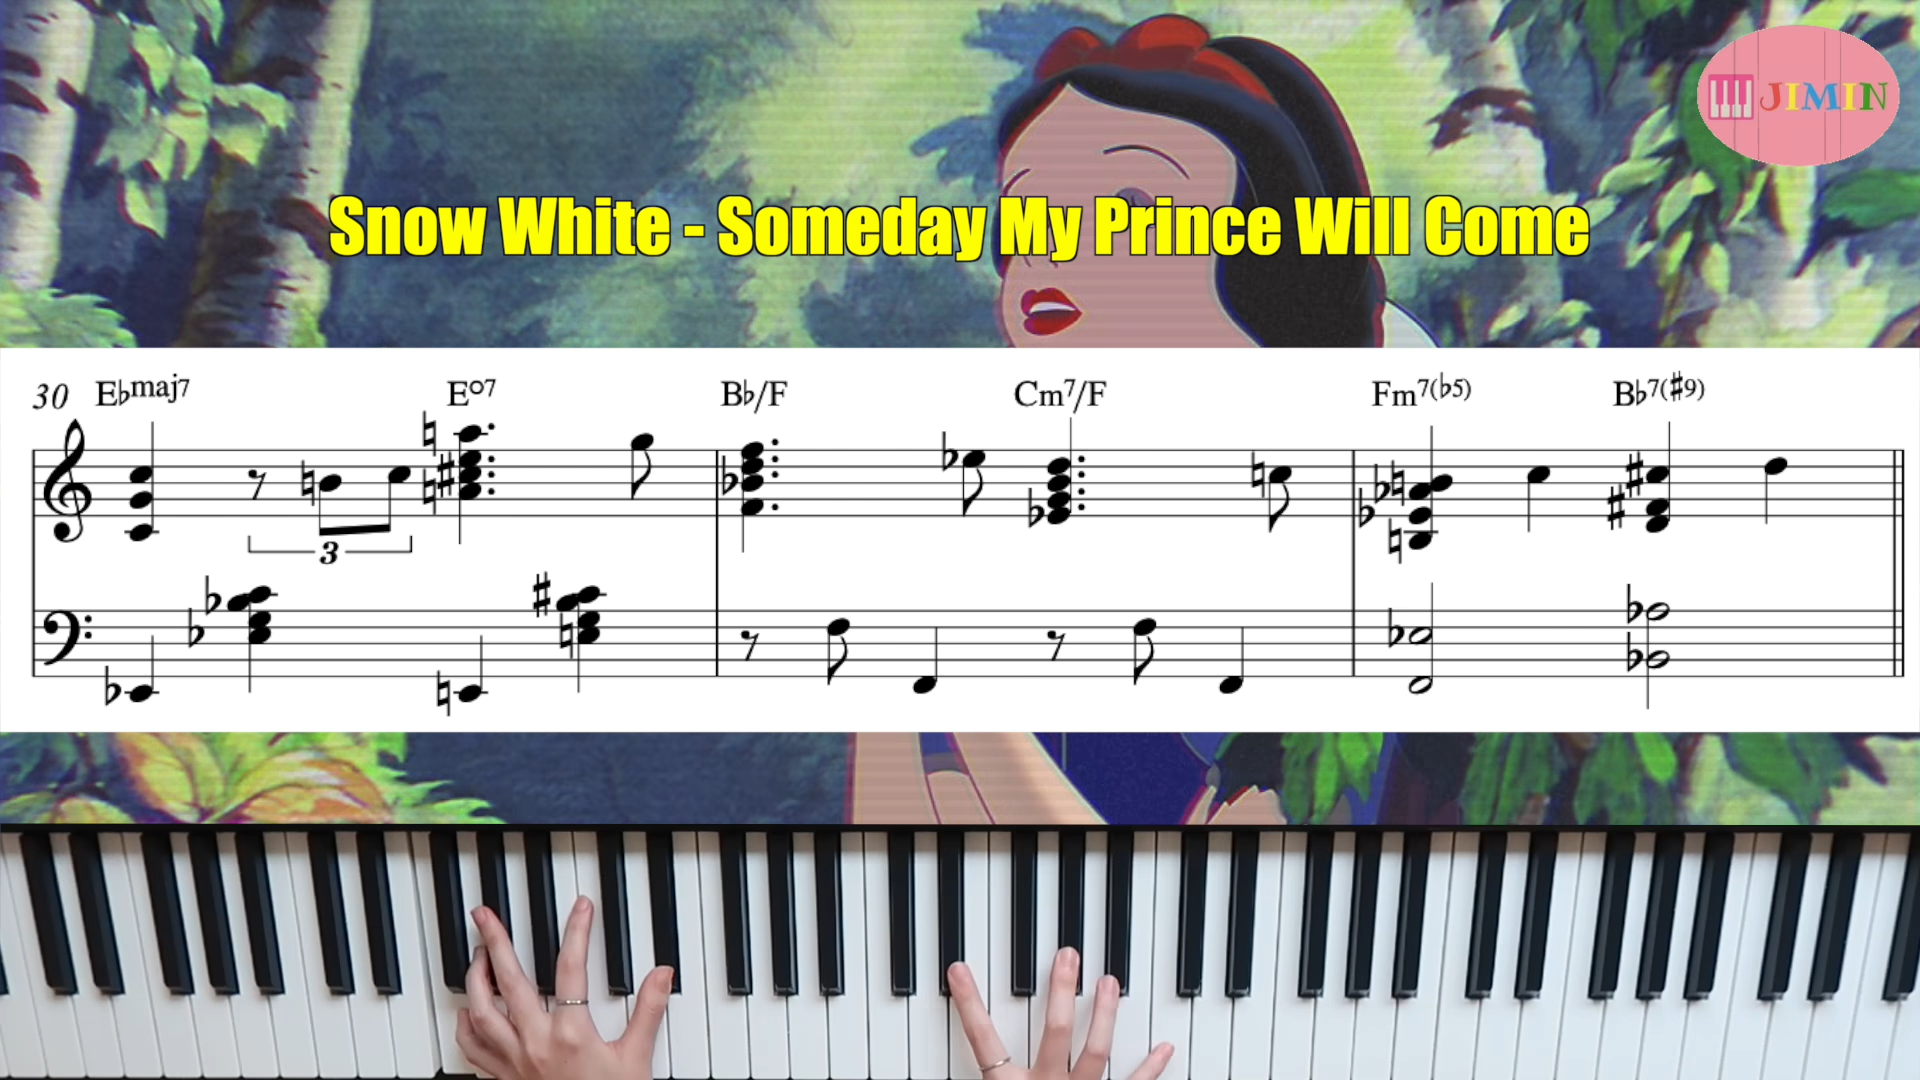 JIMIN
Snow White - Someday My Prince Will Come
30 E♭maj7 E°7 B♭/F Cm7/F Fm7(♭5) B♭7(♯9)
3